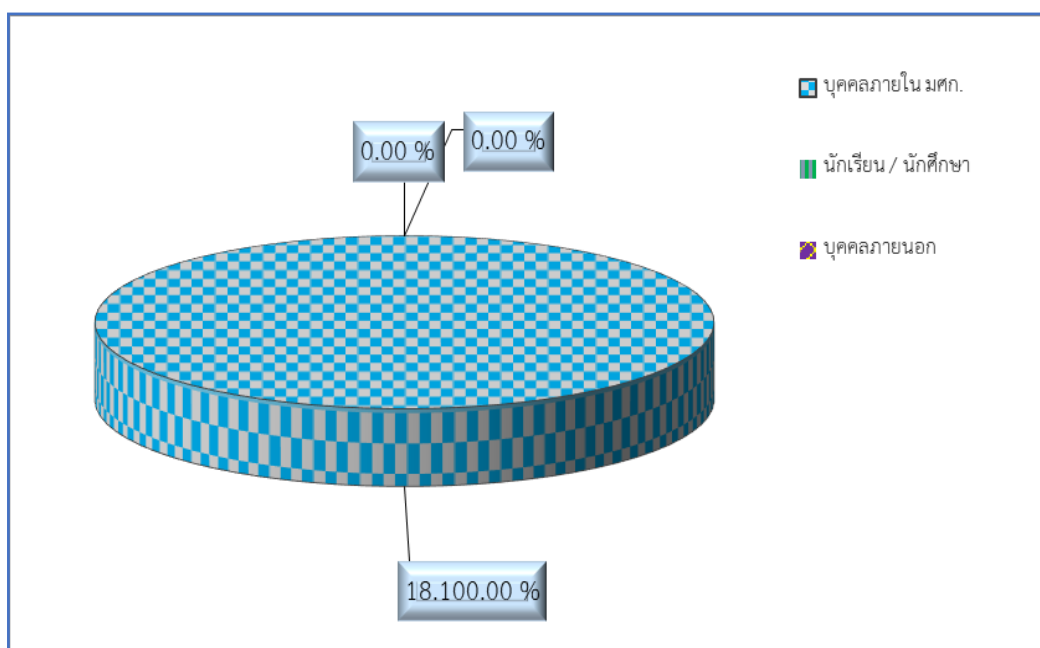 บุคคลภายใน มศก.
0.00 %
0.00 %
นักเรียน / นักศึกษา
บุคคลภายนอก
18.100.00 %